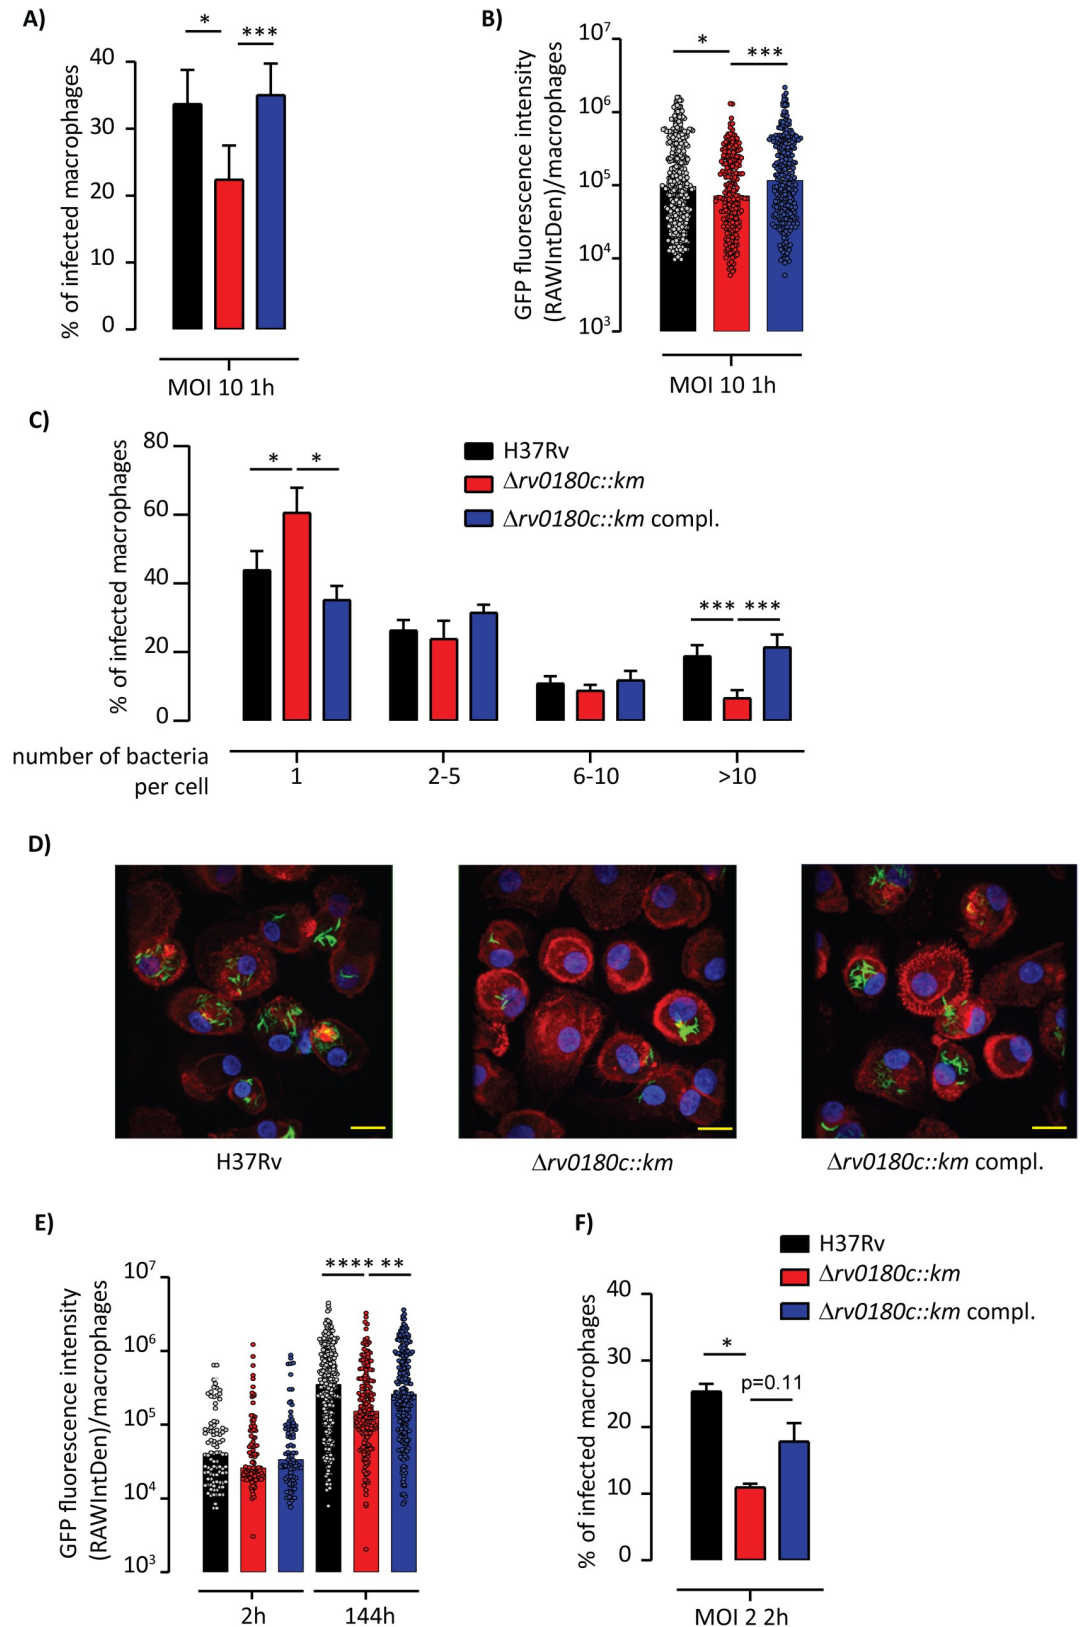 A)
* ***
% of infected macrophages
40
30
20
10
0
MOI 10 1h
B)
* ***
GFP fluorescence intensity
(RAWIntDen)/macrophages
10⁷
10⁶
10⁵
10⁴
10³
MOI 10 1h
C)
% of infected macrophages
80
60
40
20
0
* *
*** ***
H37Rv
Δrv0180c::km
Δrv0180c::km compl.
number of bacteria
per cell
1 2-5 6-10 >10
D)
H37Rv
Δrv0180c::km
Δrv0180c::km compl.
E)
GFP fluorescence intensity
(RAWIntDen)/macrophages
10⁷
10⁶
10⁵
10⁴
10³
**** **
2h 144h
F)
H37Rv
Δrv0180c::km
Δrv0180c::km compl.
% of infected macrophages
40
30
20
10
0
*
p=0.11
MOI 2 2h